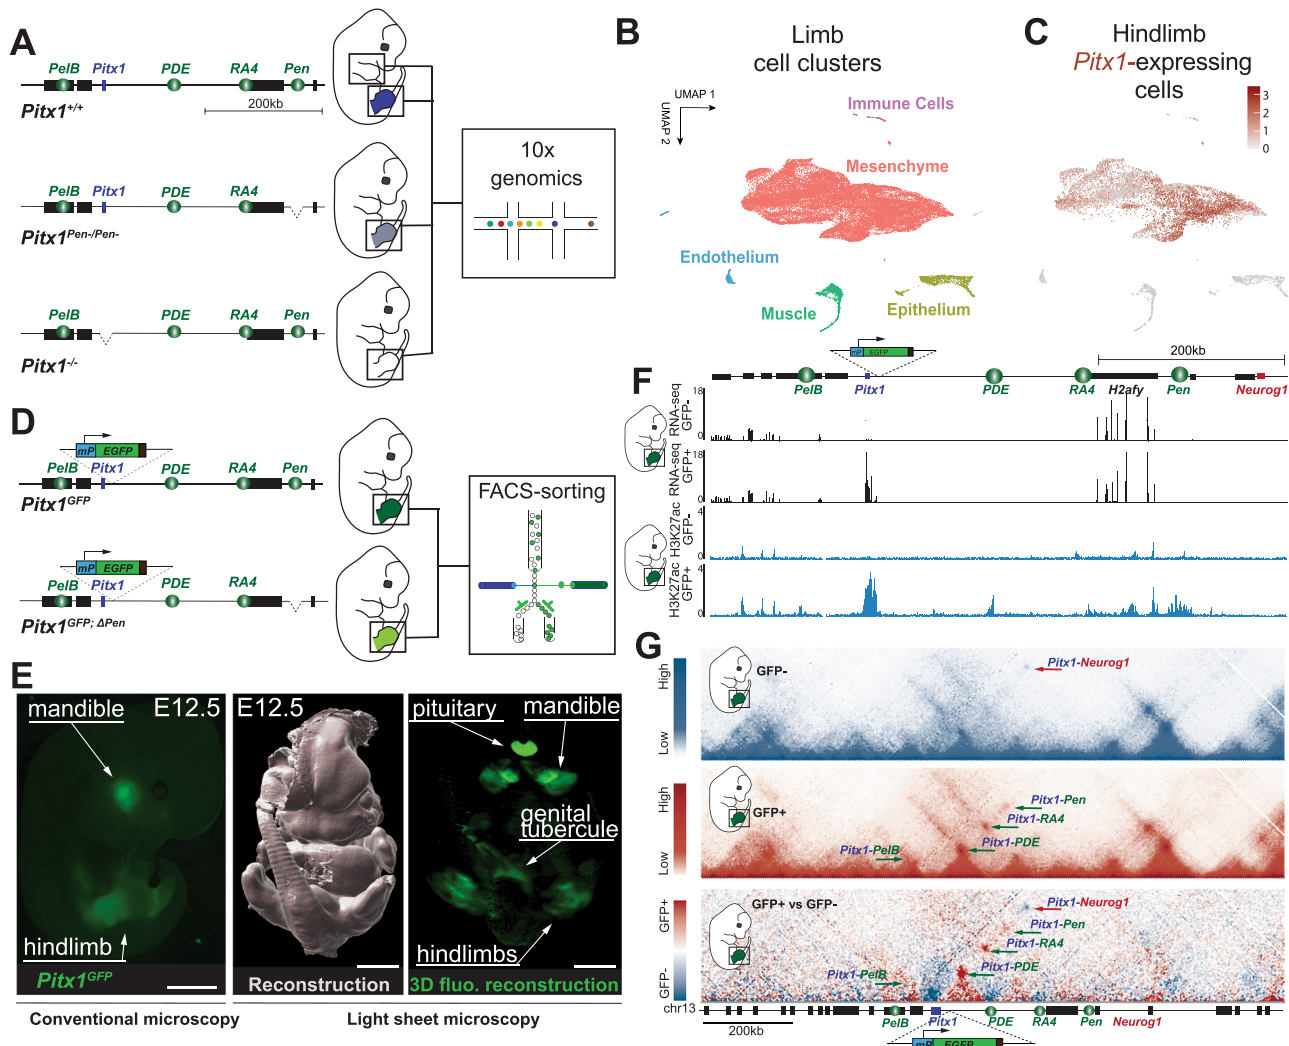 A
PelB Pitx1 PDE RA4 Pen
200kb
Pitx1+/+
PelB Pitx1 PDE RA4
Pitx1Pen-/Pen-
PelB PDE RA4 Pen
Pitx1-/-
10x
genomics
B
Limb
cell clusters
UMAP 1
UMAP 2
Immune Cells
Mesenchyme
Endothelium
Muscle
Epithelium
C
Hindlimb
Pitx1-expressing
cells
3
2
1
0
D
mP EGFP
PelB Pitx1 PDE RA4 Pen
Pitx1GFP
mP EGFP
PelB Pitx1 PDE RA4
Pitx1GFP; ΔPen
FACS-sorting
E
mandible
E12.5
hindlimb
Pitx1GFP
E12.5
Reconstruction
pituitary
mandible
genital
tubercule
hindlimbs
3D fluo. reconstruction
Conventional microscopy
Light sheet microscopy
F
mP EGFP
200kb
PelB Pitx1 PDE RA4 H2afy Pen Neurog1
18
RNA-seq
GFP-
0
18
RNA-seq
GFP+
0
4
H3K27ac
GFP-
0
4
H3K27ac
GFP+
0
G
High
Low
GFP-
Pitx1-Neurog1
High
Low
GFP+
Pitx1-Pen
Pitx1-RA4
Pitx1-PDE
Pitx1-PelB
GFP+
GFP-
GFP+ vs GFP-
Pitx1-Neurog1
Pitx1-Pen
Pitx1-RA4
Pitx1-PDE
Pitx1-PelB
chr13
200kb
PelB Pitx1 PDE RA4 Pen Neurog1
mP EGFP